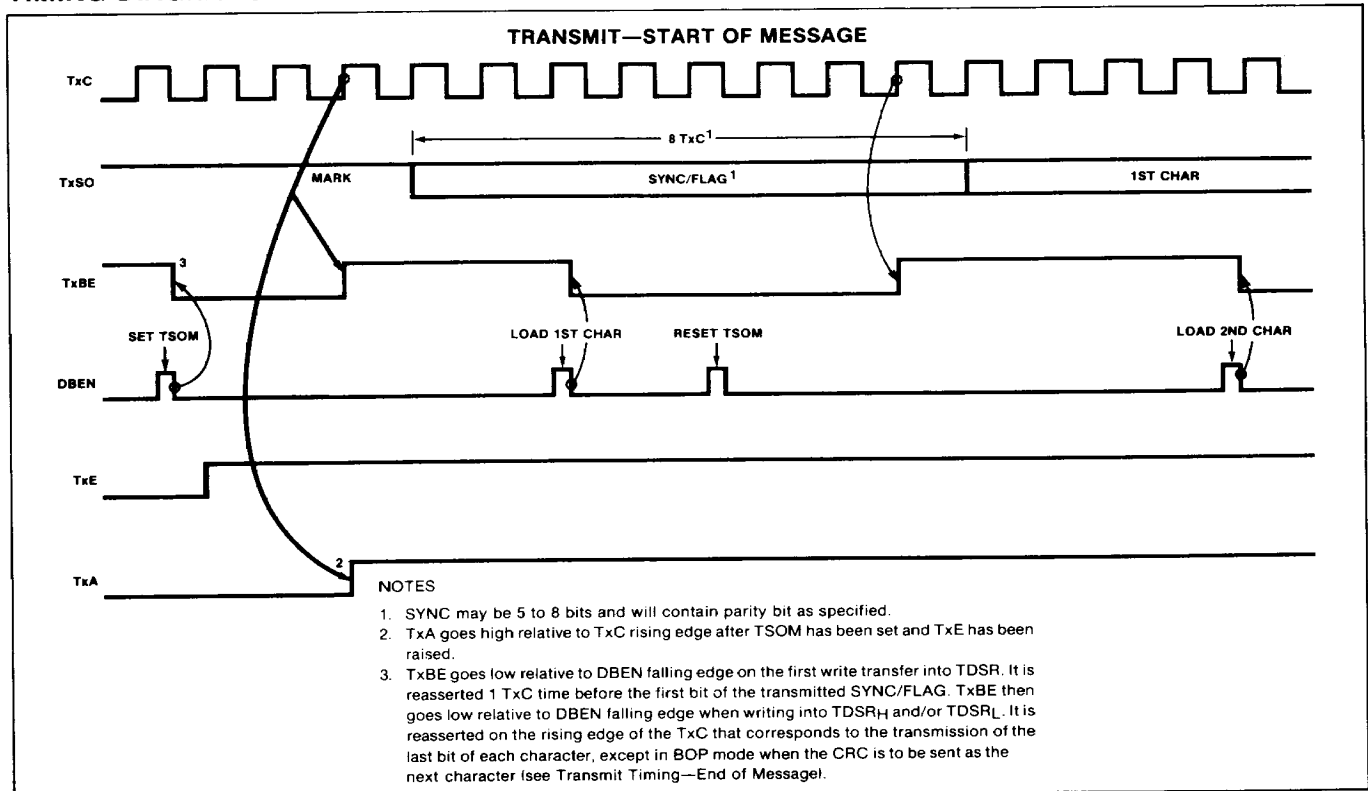 TRANSMIT—START OF MESSAGE
TxC
8 TxC1
TxSO
MARK
SYNC/FLAG1
1ST CHAR
TxBE
3
SET TSOM
LOAD 1ST CHAR
RESET TSOM
LOAD 2ND CHAR
DBEN
TxE
TxA
2
NOTES
1. SYNC may be 5 to 8 bits and will contain parity bit as specified.
2. TxA goes high relative to TxC rising edge after TSOM has been set and TxE has been
raised.
3. TxBE goes low relative to DBEN falling edge on the first write transfer into TDSR. It is
reasserted 1 TxC time before the first bit of the transmitted SYNC/FLAG. TxBE then
goes low relative to DBEN falling edge when writing into TDSRH and/or TDSRL. It is
reasserted on the rising edge of the TxC that corresponds to the transmission of the
last bit of each character, except in BOP mode when the CRC is to be sent as the
next character (see Transmit Timing—End of Message).